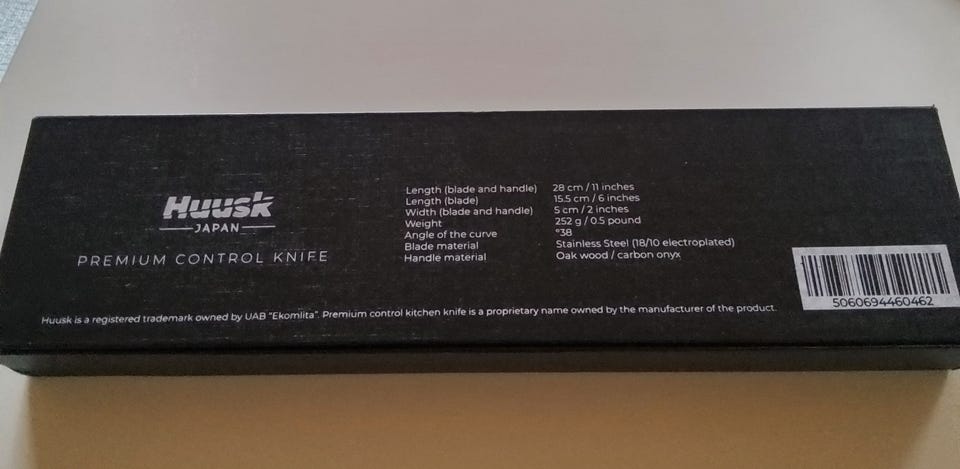 Huusk
JAPAN
PREMIUM CONTROL KNIFE
Length (blade and handle) 28 cm / 11 inches
Length (blade) 15.5 cm / 6 inches
Width (blade and handle) 5 cm / 2 inches
Weight 252 g / 0.5 pound
Angle of the curve °38
Blade material Stainless Steel (18/10 electroplated)
Handle material Oak wood / carbon onyx
5060694460462
Huusk is a registered trademark owned by UAB "Ekomlita". Premium control kitchen knife is a proprietary name owned by the manufacturer of the product.